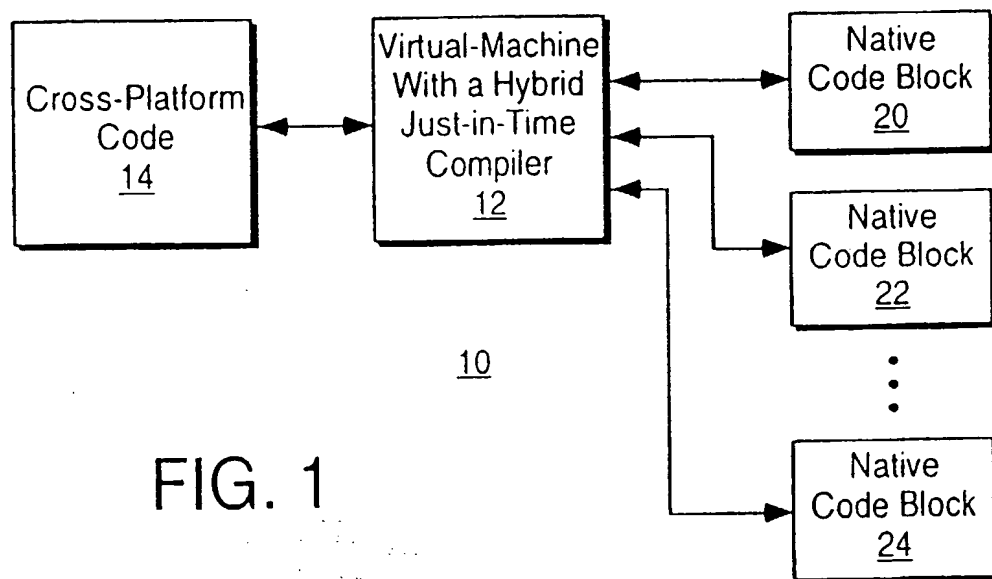 Cross-Platform
Code
14
Virtual-Machine
With a Hybrid
Just-in-Time
Compiler
12
Native
Code Block
20
Native
Code Block
22
Native
Code Block
24
10
FIG. 1